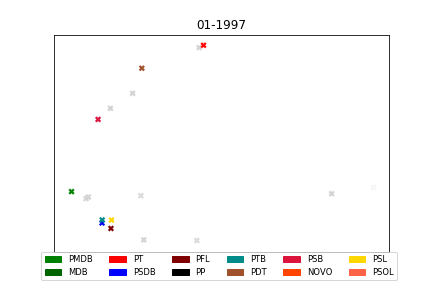 01-1997
PMDB PT PFL PTB PSB PSL
MDB PSDB PP PDT NOVO PSOL